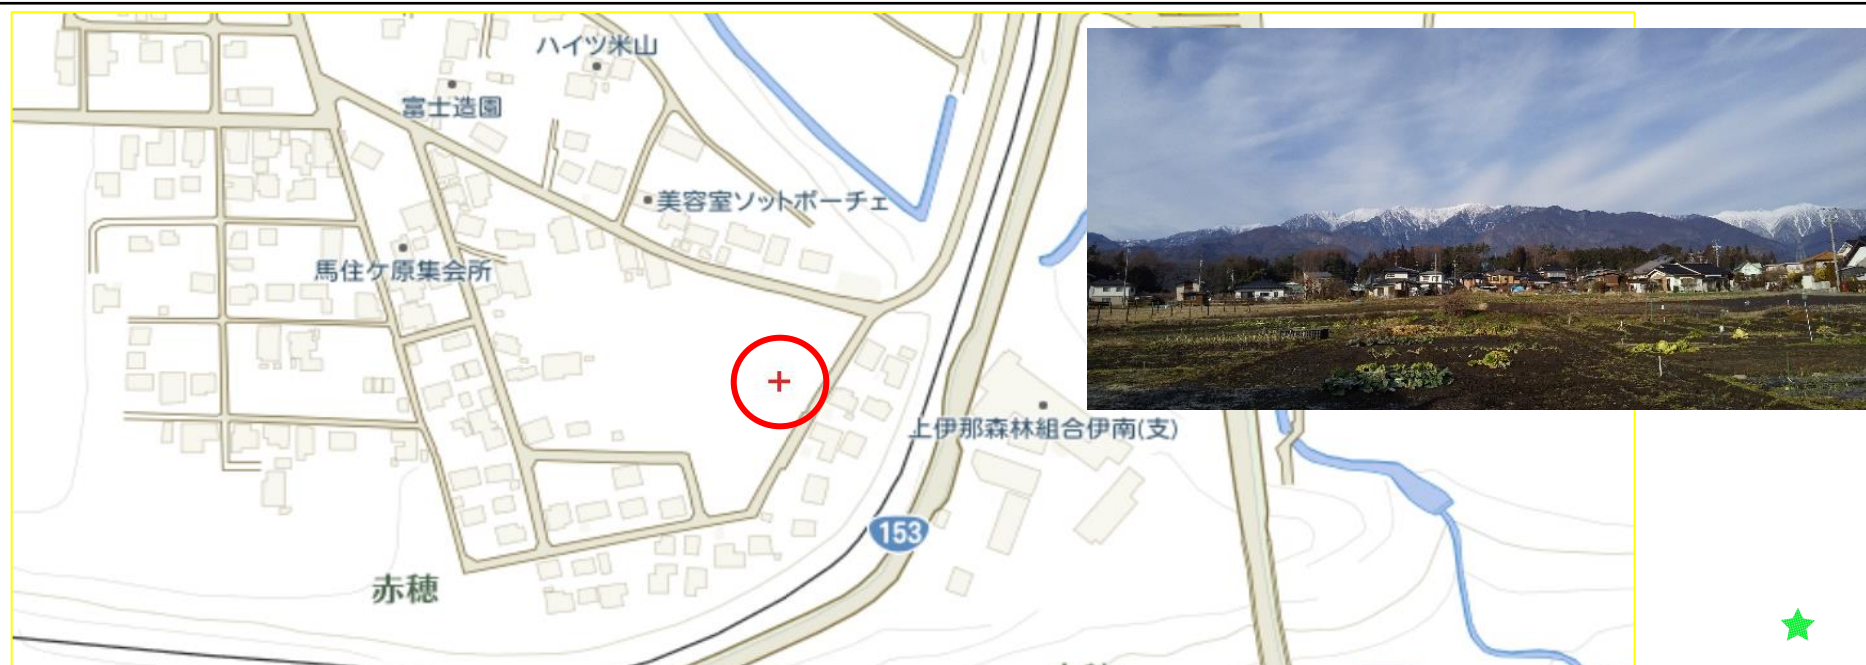 ハイツ米山
富士造園
美容室ソットボーチェ
馬住ケ原集会所
上伊那森林組合伊南(支)
153
赤穂